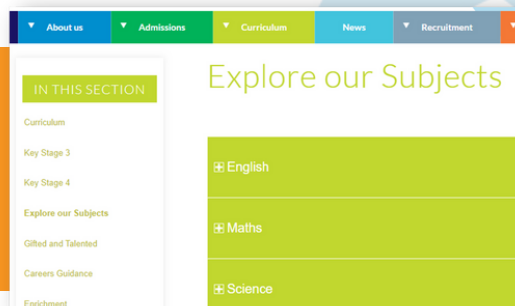 About us Admissions Curriculum News Recruitment
IN THIS SECTION
Curriculum
Key Stage 3
Key Stage 4
Explore our Subjects
Gifted and Talented
Careers Guidance
Enrichment
Explore our Subjects
English
Maths
Science